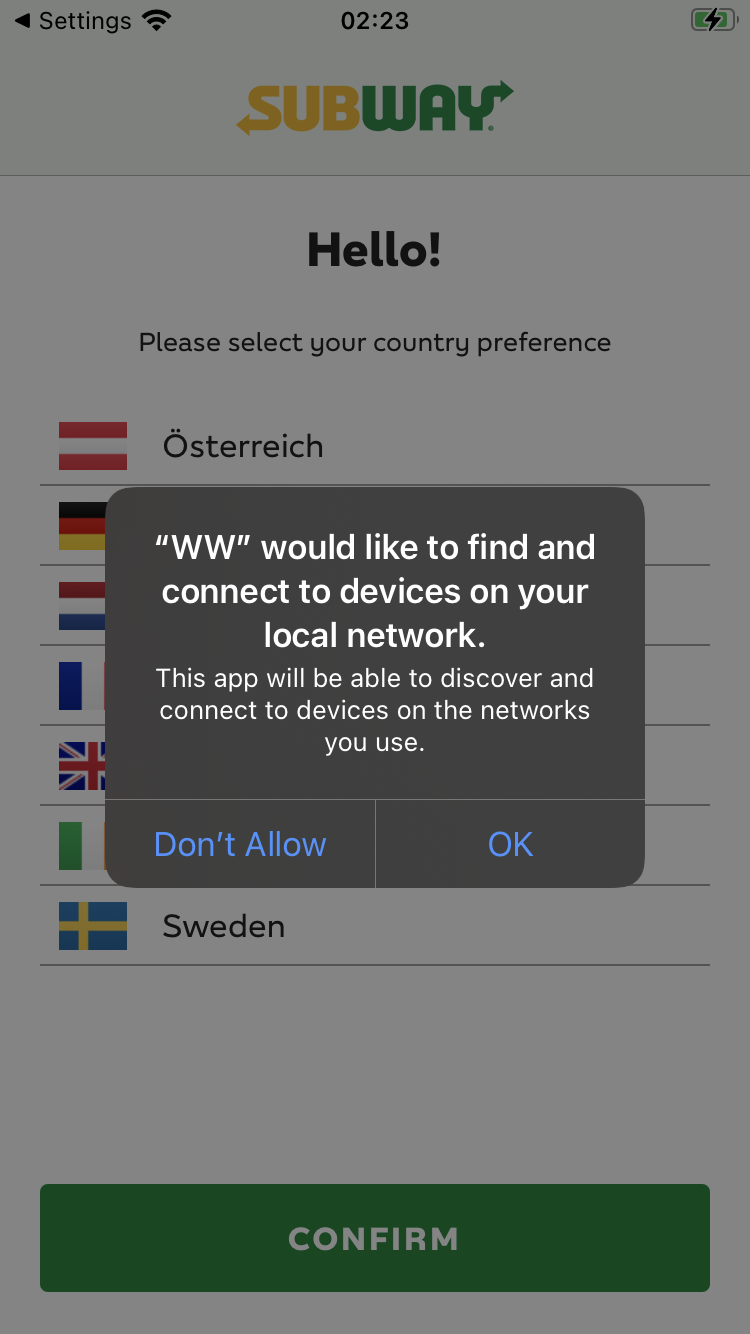 Settings 02:23
SUBWAY
Hello!
Please select your country preference
Österreich
“WW” would like to find and
connect to devices on your
local network.
This app will be able to discover and
connect to devices on the networks
you use.
Don’t Allow OK
Sweden
CONFIRM